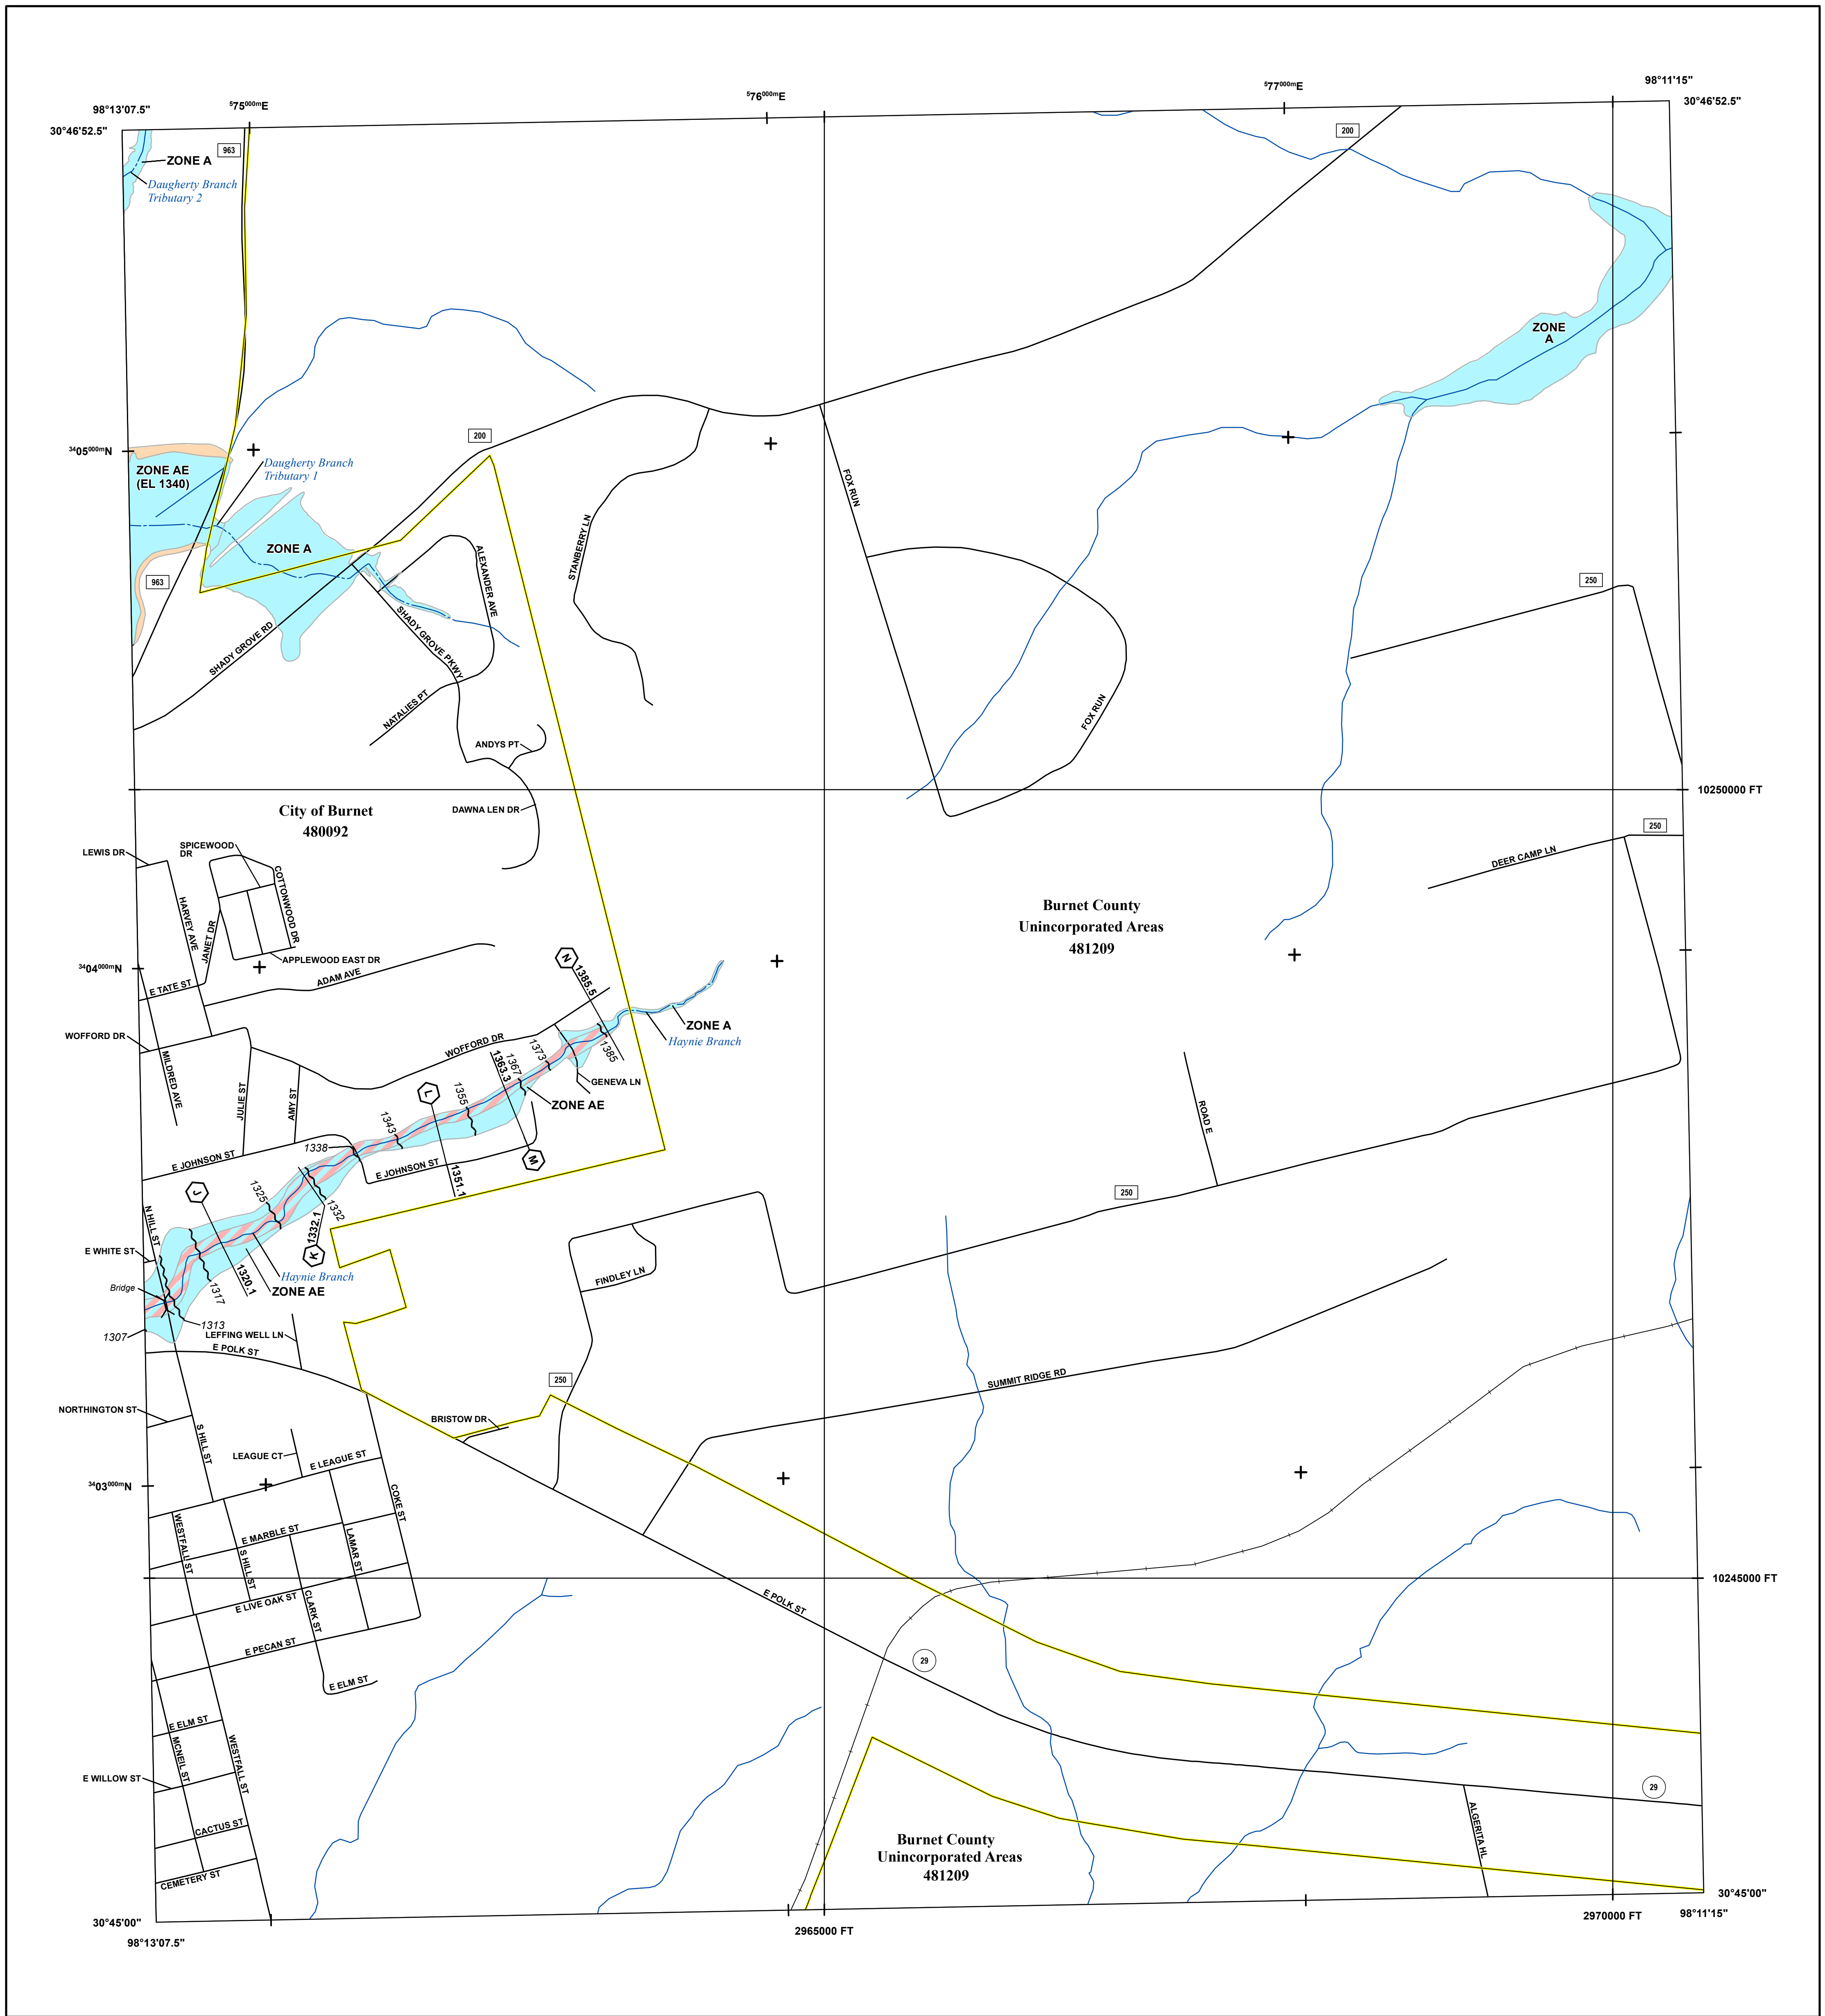 98°11'15"
577000mE
576000mE
575000mE
98°13'07.5"
30°46'52.5"
30°46'52.5"
200
963
ZONE A
Daugherty Branch
Tributary 2
ZONE
A
200
3405000mN
ZONE AE
(EL 1340)
Daugherty Branch
Tributary 1
FOX RUN
STANBERRY LN
ZONE A
ALEXANDER AVE
963
250
SHADY GROVE RD
SHADY GROVE PKWY
NATALIES PT
FOX RUN
ANDYS PT
10250000 FT
City of Burnet
480092
DAWNA LEN DR
250
LEWIS DR
SPICEWOOD
DR
COTTONWOOD DR
DEER CAMP LN
HARVEY AVE
JANET DR
Burnet County
Unincorporated Areas
481209
APPLEWOOD EAST DR
N
3404000mN
ADAM AVE
1385.5
E TATE ST
ZONE A
Haynie Branch
WOFFORD DR
WOFFORD DR
1373
1385
1367
1363.3
MILDRED AVE
JULIE ST
AMY ST
GENEVA LN
L
1355
ZONE AE
ROAD E
1343
1338
E JOHNSON ST
E JOHNSON ST
M
1351.1
J
1325
250
N HILL ST
1332
1332.1
K
E WHITE ST
Haynie Branch
FINDLEY LN
Bridge
1317
1320.1
ZONE AE
1313
1307
LEFFING WELL LN
E POLK ST
250
SUMMIT RIDGE RD
NORTHINGTON ST
BRISTOW DR
S HILL ST
LEAGUE CT
E LEAGUE ST
3403000mN
COKE ST
WESTFALL ST
E MARBLE ST
LAMAR ST
S HILL ST
10245000 FT
E LIVE OAK ST
CLARK ST
E POLK ST
E PECAN ST
29
E ELM ST
E ELM ST
MCNEIL ST
WESTFALL ST
E WILLOW ST
29
CACTUS ST
ALGERITA HL
Burnet County
Unincorporated Areas
481209
CEMETERY ST
30°45'00"
30°45'00"
98°13'07.5"
2965000 FT
2970000 FT
98°11'15"